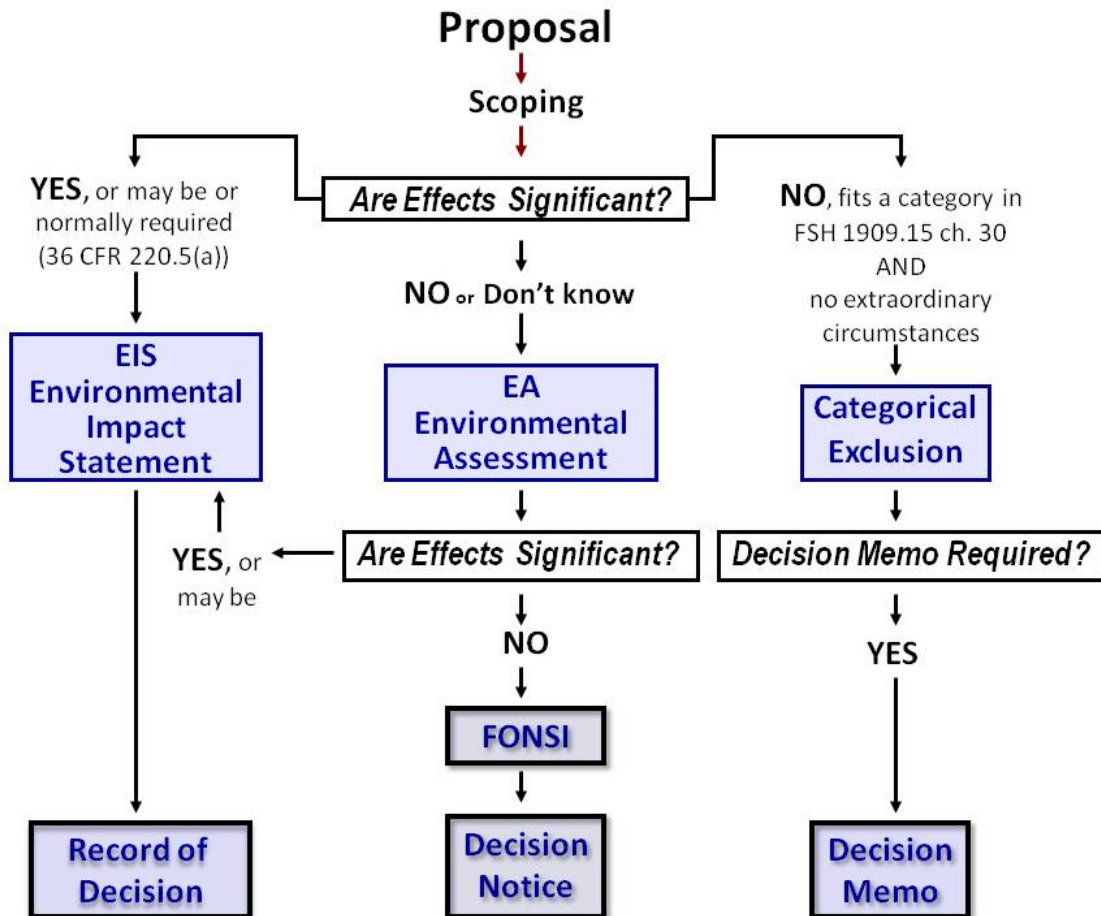 Proposal
Scoping
Are Effects Significant?
YES, or may be or
normally required
(36 CFR 220.5(a))
EIS
Environmental
Impact
Statement
NO or Don't know
EA
Environmental
Assessment
NO, fits a category in
FSH 1909.15 ch. 30
AND
no extraordinary
circumstances
Categorical
Exclusion
YES, or
may be
Are Effects Significant?
Decision Memo Required?
NO
YES
FONSI
Record of
Decision
Decision
Notice
Decision
Memo